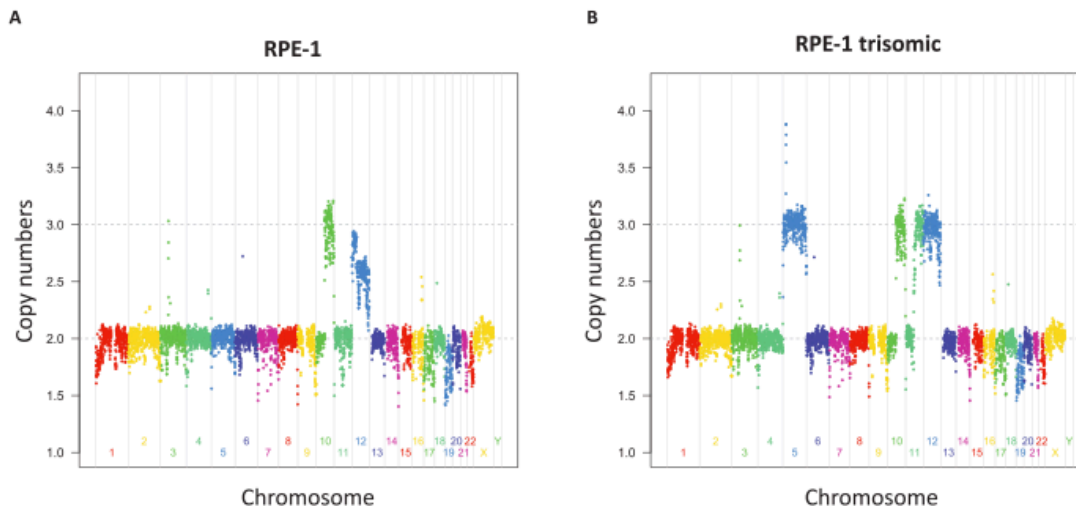 A
RPE-1
Copy numbers
4.0
3.5
3.0
2.5
2.0
1.5
1.0
2 4 6 8 10 12 14 16 18 20 22 Y
1 3 5 7 9 11 13 15 17 19 21 X
Chromosome
B
RPE-1 trisomic
Copy numbers
4.0
3.5
3.0
2.5
2.0
1.5
1.0
2 4 6 8 10 12 14 16 18 20 22 Y
1 3 5 7 9 11 13 15 17 19 21 X
Chromosome